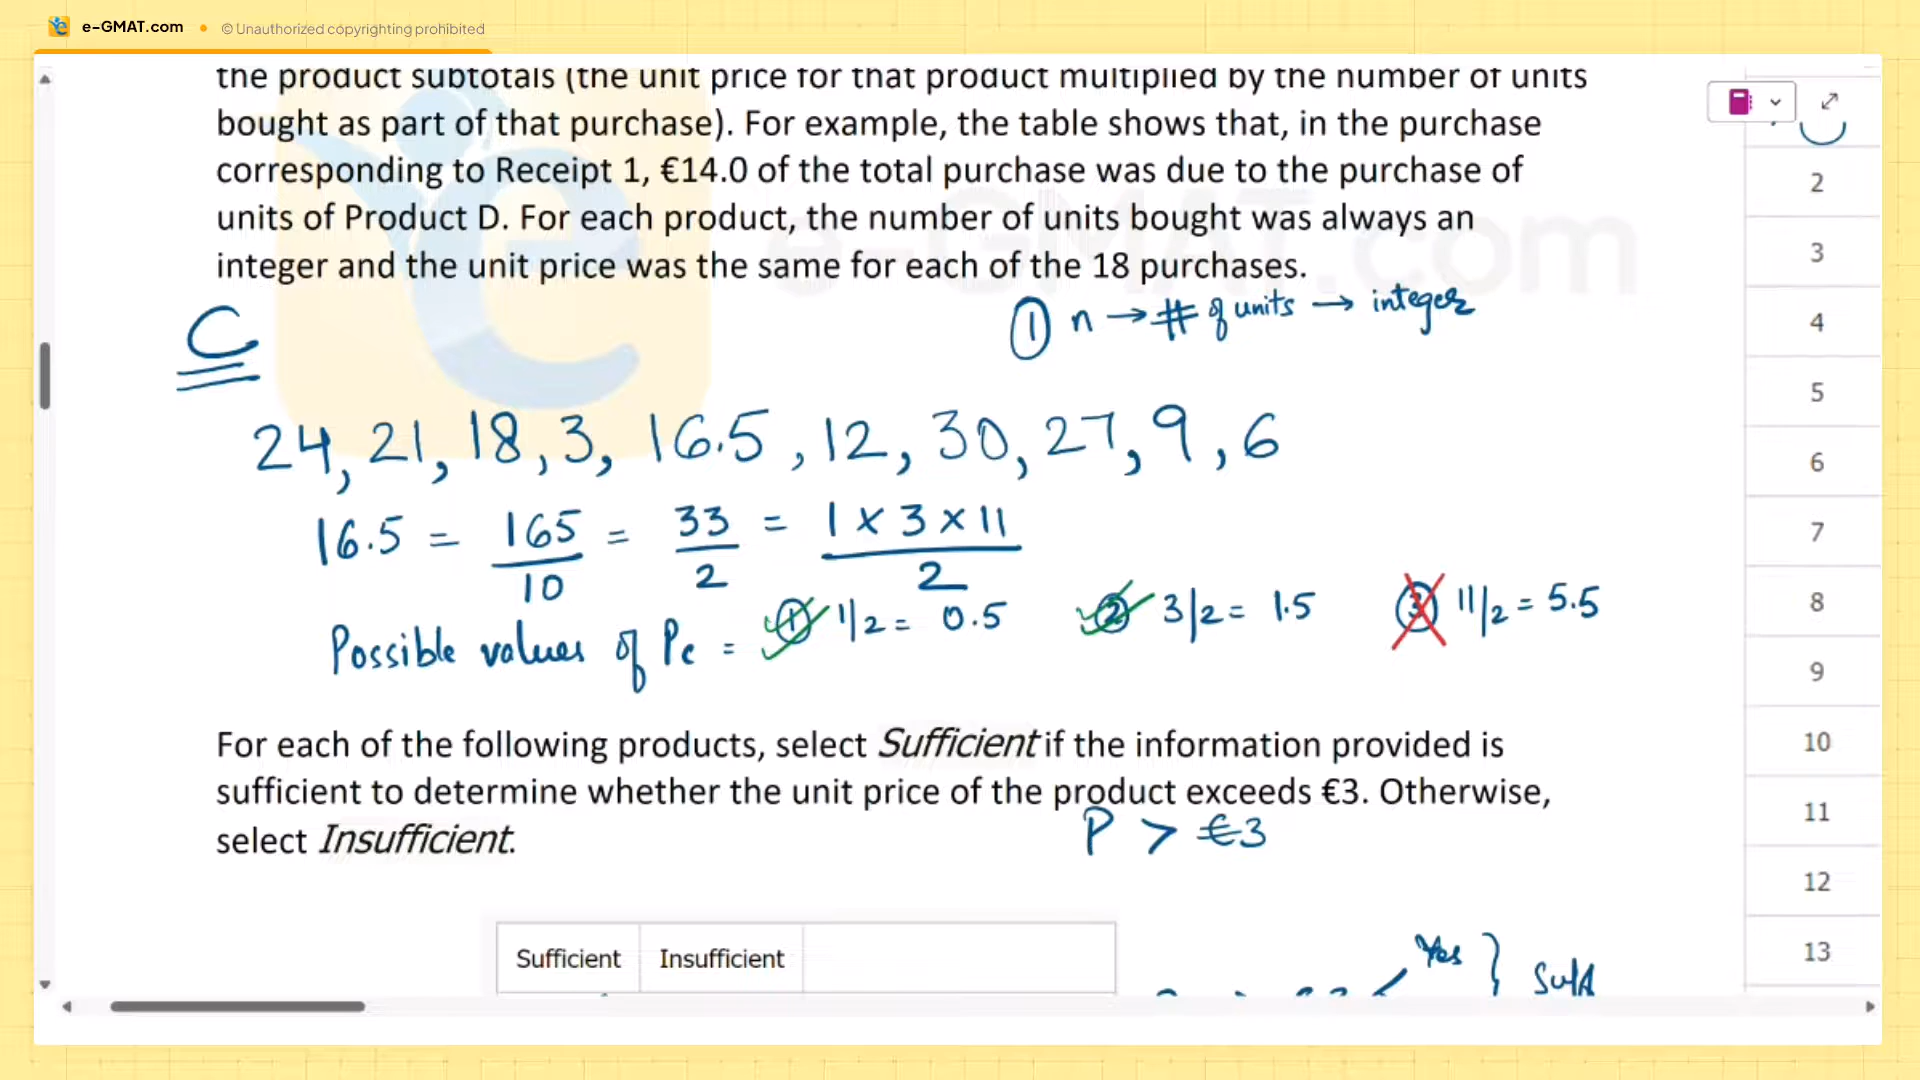 e-GMAT.com • © Unauthorized copyrighting prohibited
the product subtotals (the unit price for that product multiplied by the number of units
bought as part of that purchase). For example, the table shows that, in the purchase
corresponding to Receipt 1, €14.0 of the total purchase was due to the purchase of
units of Product D. For each product, the number of units bought was always an
integer and the unit price was the same for each of the 18 purchases.
e-GMAT.com
① n → # of units → integer
C
24, 21, 18, 3, 16.5, 12, 30, 27, 9, 6
16.5 = 165/10 = 33/2 = 1 x 3 x 11/2
Possible values of Pc = ① 1/2 = 0.5 ② 3/2 = 1.5 ③ 11/2 = 5.5
For each of the following products, select Sufficient if the information provided is
sufficient to determine whether the unit price of the product exceeds €3. Otherwise,
select Insufficient.
P > €3
Sufficient Insufficient
Yes
2
3
4
5
6
7
8
9
10
11
12
13